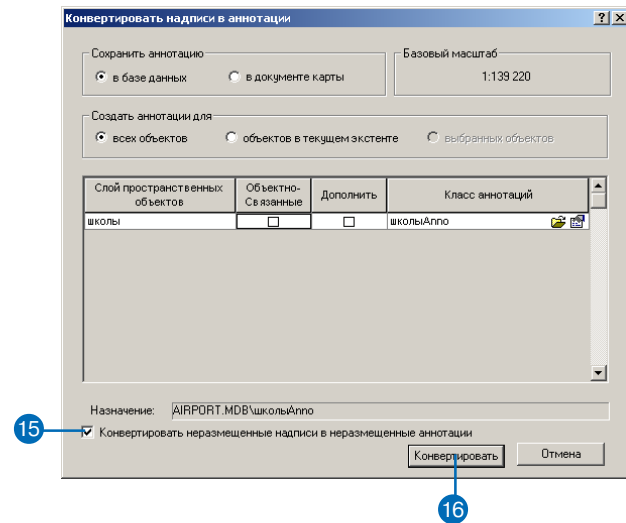 Конвертировать надписи в аннотации
Сохранить аннотацию
в базе данных
в документе карты
Базовый масштаб
1:139 220
Создать аннотации для
всех объектов
объектов в текущем экстенте
выбранных объектов
Слой пространственных объектов
Объектно-Связанные
Дополнить
Класс аннотаций
школы
школыAnno
Назначение:
AIRPORT.MDB\школыAnno
15
Конвертировать неразмещенные надписи в неразмещенные аннотации
Конвертировать
Отмена
16